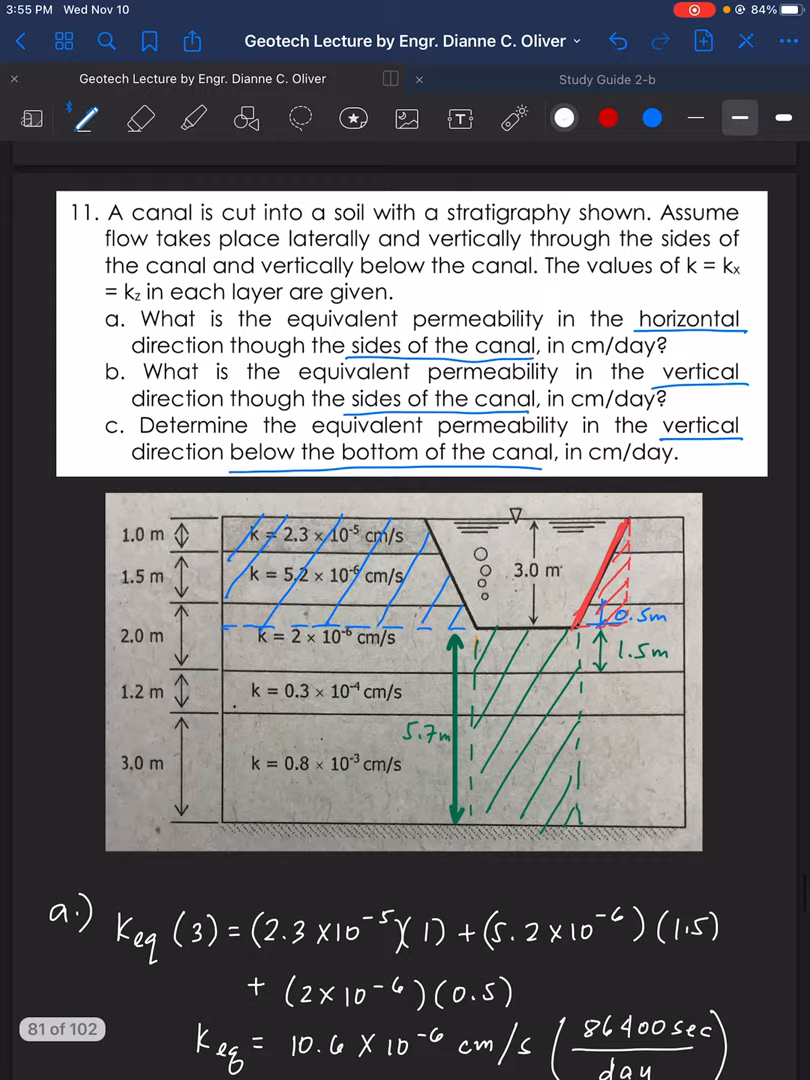 3:55 PM Wed Nov 10
84%
Geotech Lecture by Engr. Dianne C. Oliver
Geotech Lecture by Engr. Dianne C. Oliver
Study Guide 2-b
11. A canal is cut into a soil with a stratigraphy shown. Assume
flow takes place laterally and vertically through the sides of
the canal and vertically below the canal. The values of k = kx
= kz in each layer are given.
a. What is the equivalent permeability in the horizontal
direction though the sides of the canal, in cm/day?
b. What is the equivalent permeability in the vertical
direction though the sides of the canal, in cm/day?
c. Determine the equivalent permeability in the vertical
direction below the bottom of the canal, in cm/day.
1.0 m k = 2.3 × 10⁻⁵ cm/s
1.5 m k = 5.2 × 10⁻⁶ cm/s 3.0 m
0.5m
2.0 m k = 2 × 10⁻⁶ cm/s
1.5m
1.2 m k = 0.3 × 10⁻⁴ cm/s
5.7m
3.0 m k = 0.8 × 10⁻³ cm/s
a.) Keq (3) = (2.3 x10⁻⁵)(1) + (5.2 x10⁻⁶)(1.5)
+ (2x10⁻⁶)(0.5)
81 of 102
Keq = 10.6 x 10⁻⁶ cm/s (86400 sec
day)